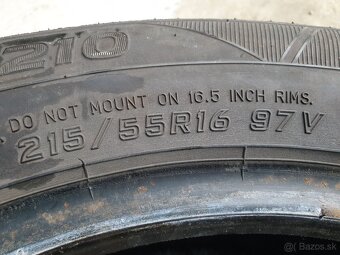 210
DO NOT MOUNT ON 16.5 INCH RIMS.
215/55R16 97V
Bazos.sk